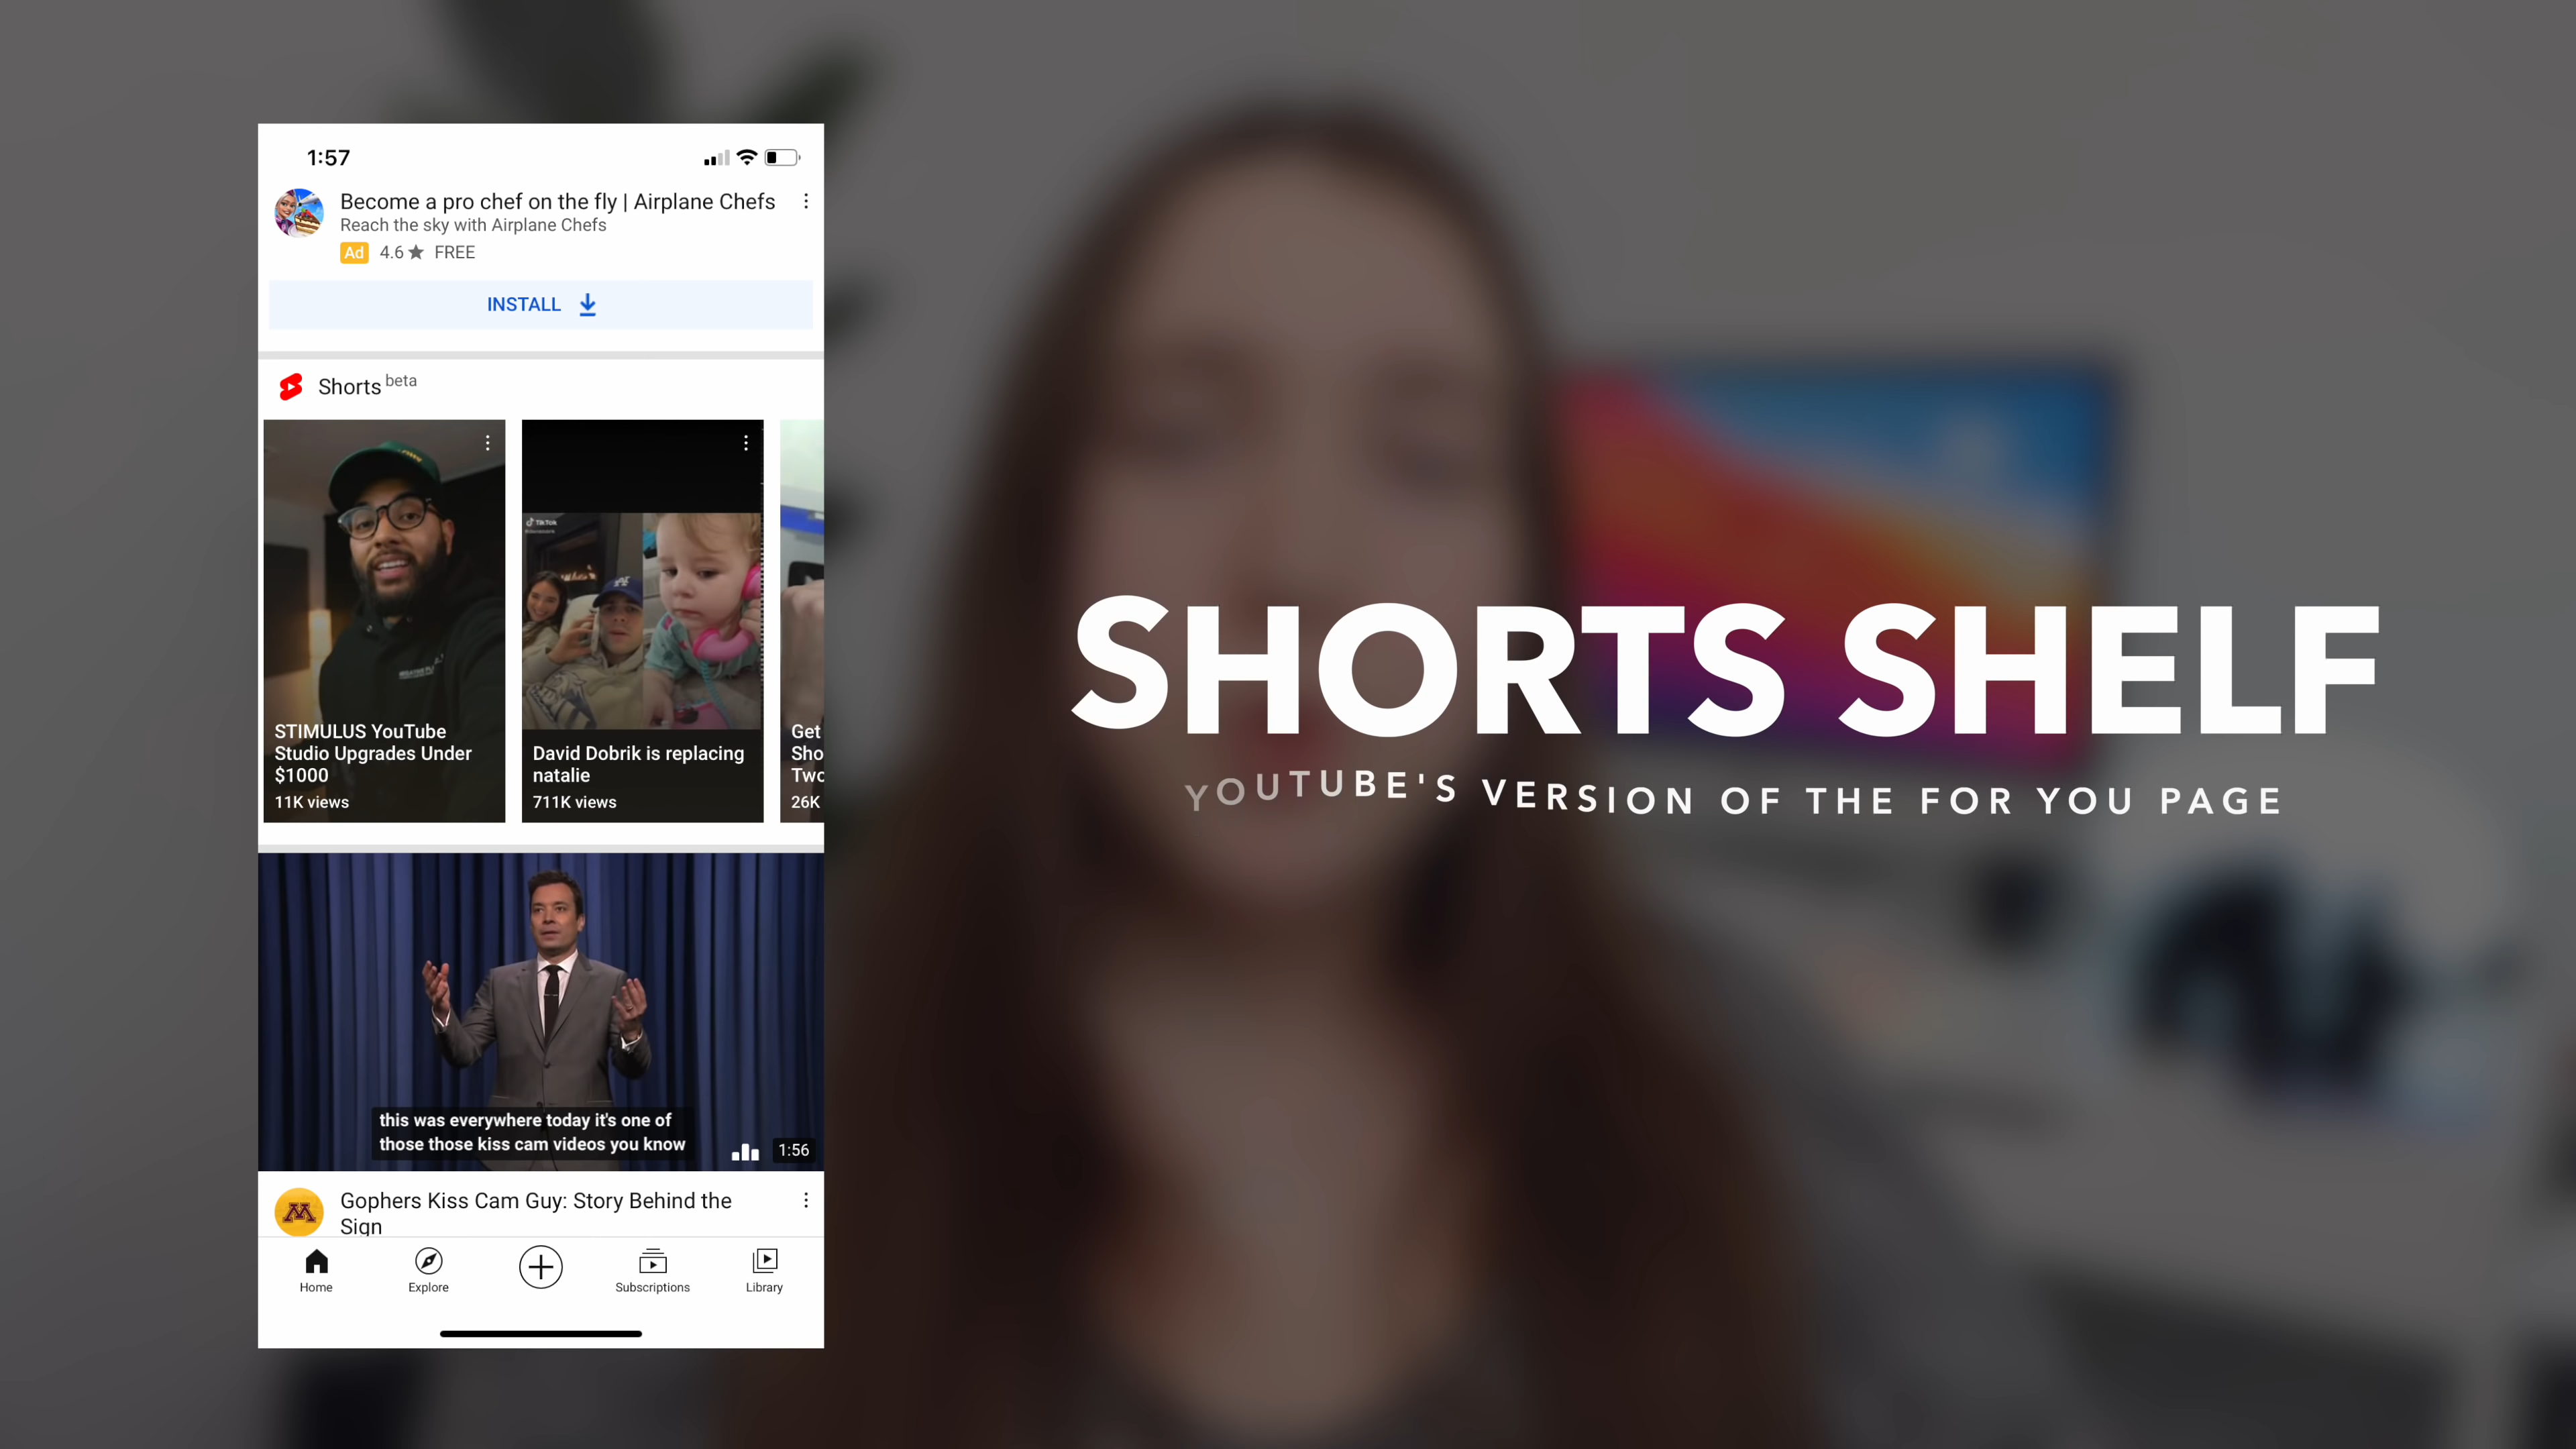 1:57
Become a pro chef on the fly | Airplane Chefs
Reach the sky with Airplane Chefs
Ad 4.6★ FREE
INSTALL
Shorts beta
TikTok
LA
STIMULUS YouTube
Studio Upgrades Under
$1000
11K views
David Dobrik is replacing
natalie
711K views
Get
Sho
Two
26K
this was everywhere today it's one of
those those kiss cam videos you know
1:56
M
Gophers Kiss Cam Guy: Story Behind the
Sign
Home
Explore
Subscriptions
Library
SHORTS SHELF
YOUTUBE'S VERSION OF THE FOR YOU PAGE